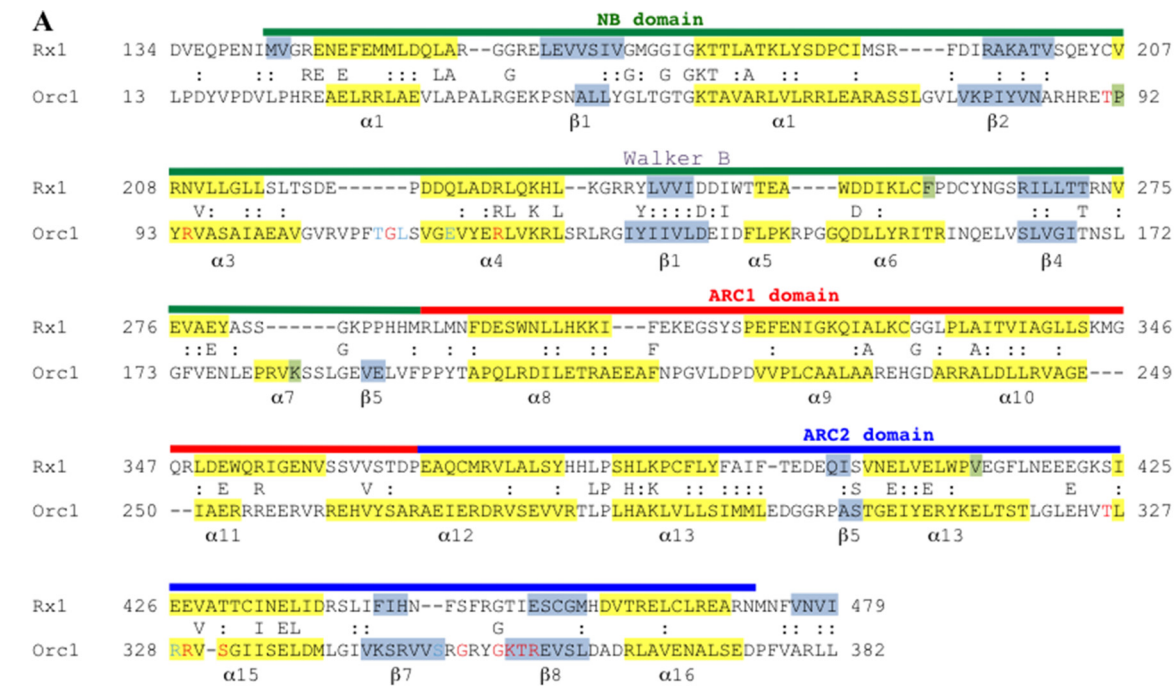 A
NB domain
Rx1 134 DVEQPENIMVGRENEFEMMLDQLAR--GGRELEVVSIVGMGGIGKTTLATKLYSDPCIMSR----FDIRAKATVSQEYCV 207
: :: RE E ::: LA G ::G: G GKT :A :: : : : : :
Orc1 13 LPDYVPDVLPHREAELRRLAEVLAPALRGEKPSNALLYGLTGTGKTAVARLVLRRLEARASSLGVLVKPIYVNARHRETP 92
α1 β1 α1 β2
Walker B
Rx1 208 RNVLLGLLSLTSDE------PDDQLADRLQKHL--KGRRYLVVIDDIWTTEA----WDDIKLCFPDCYNGSRILLTTRNV 275
V: : : : : :RL K L Y::::D:I D : :: T :
Orc1 93 YRVASAIAEAVGVRVPFTGLSVGEVYERLVKRLSRLRGIYIIVLDEIDFLPKRPGGQDLLYRITRINQELVSLVGITNSL 172
α3 α4 β1 α5 α6 β4
ARC1 domain
Rx1 276 EVAEYASS------GKPPHHMRLMNFDESWNLLHKKI---FEKEGSYSPEFENIGKQIALKCGGLPLAITVIAGLLSKMG 346
::E : G : : : :: : F : :A G : A: :: : :
Orc1 173 GFVENLEPRVKSSLGEVELVFPPYTAPQLRDILETRAEEAFNPGVLDPDVVPLCAALAAREHGDARRALDLLRVAGE--- 249
α7 β5 α8 α9 α10
ARC2 domain
Rx1 347 QRLDEWQRIGENVSSVVSTDPEAQCMRVLALSYHHLPSHLKPCFLYFAIF-TEDEQISVNELVELWPVEGFLNEEEGKSI 425
: E R V : : : LP H:K :: :::: :S E::E : E :
Orc1 250 --IAERRREERVRREHVYSARAEIERDRVSEVVRTLPLHAKLVLLSIMMLEDGGRPASTGEIYERYKELTSTLGLEHVTL 327
α11 α12 α13 β5 α13
Rx1 426 EEVATTCINELIDRSLIFIHN--FSFRGTIESCGMHDVTRELCLREARNMNFVNVI 479
V : I EL :: G : : :: ::
Orc1 328 RRV-SGIISELDMLGIVKSRVVSRGRYGKTREVSLDADRLAVENALSEDPFVARLL 382
α15 β7 β8 α16